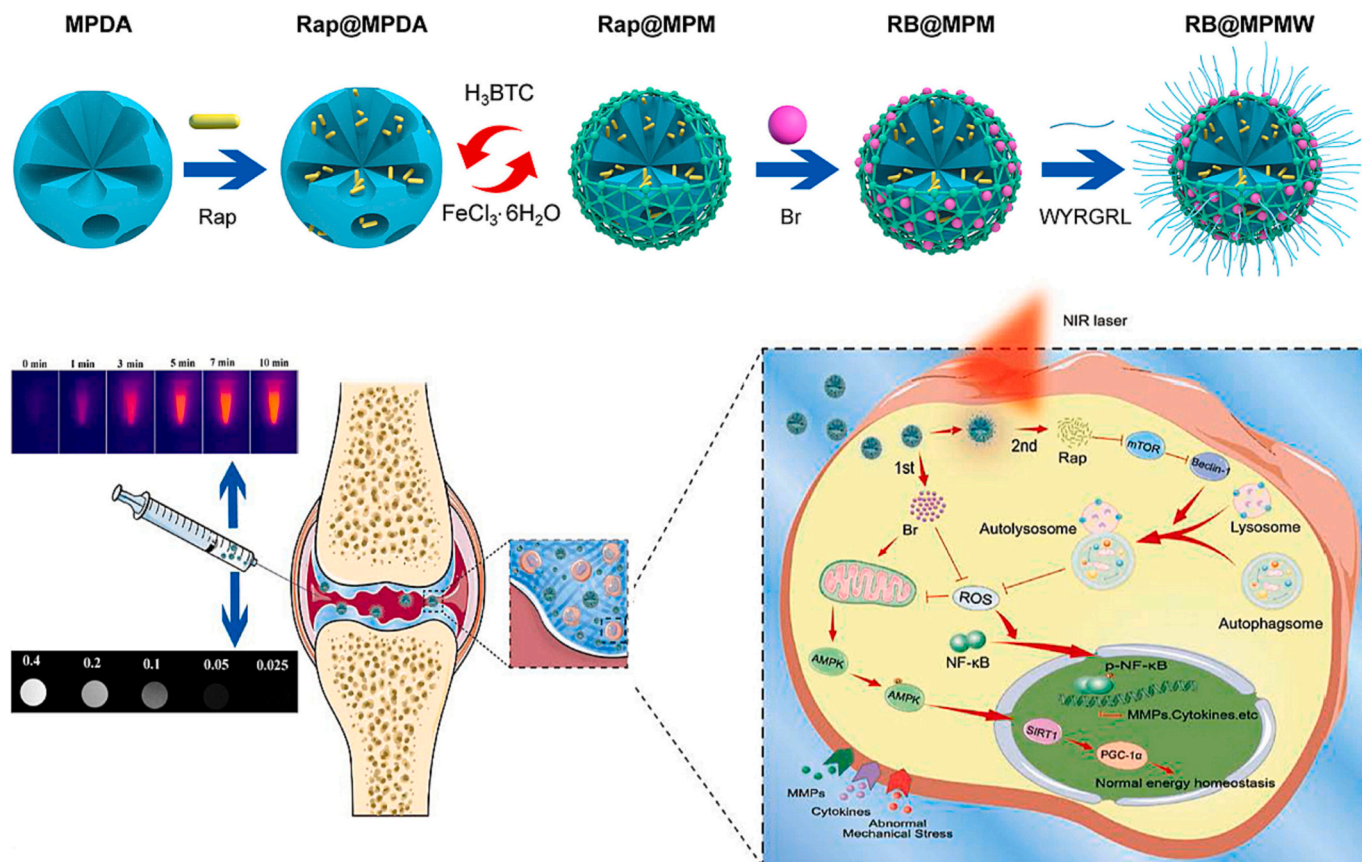 MPDA
Rap@MPDA
Rap@MPM
RB@MPM
RB@MPMW
Rap
H₃BTC
FeCl₃·6H₂O
Br
WYRGRL
0 min
1 min
3 min
5 min
7 min
10 min
0.4
0.2
0.1
0.05
0.025
NIR laser
1st
2nd
Rap
mTOR
Beclin-1
Br
Autolysosome
Lysosome
ROS
Autophagsome
NF-κB
p-NF-κB
AMPK
AMPK
MMPs.Cytokines.etc
SIRT1
PGC-1α
Normal energy homeostasis
MMPs
Cytokines
Abnormal
Mechanical Stress